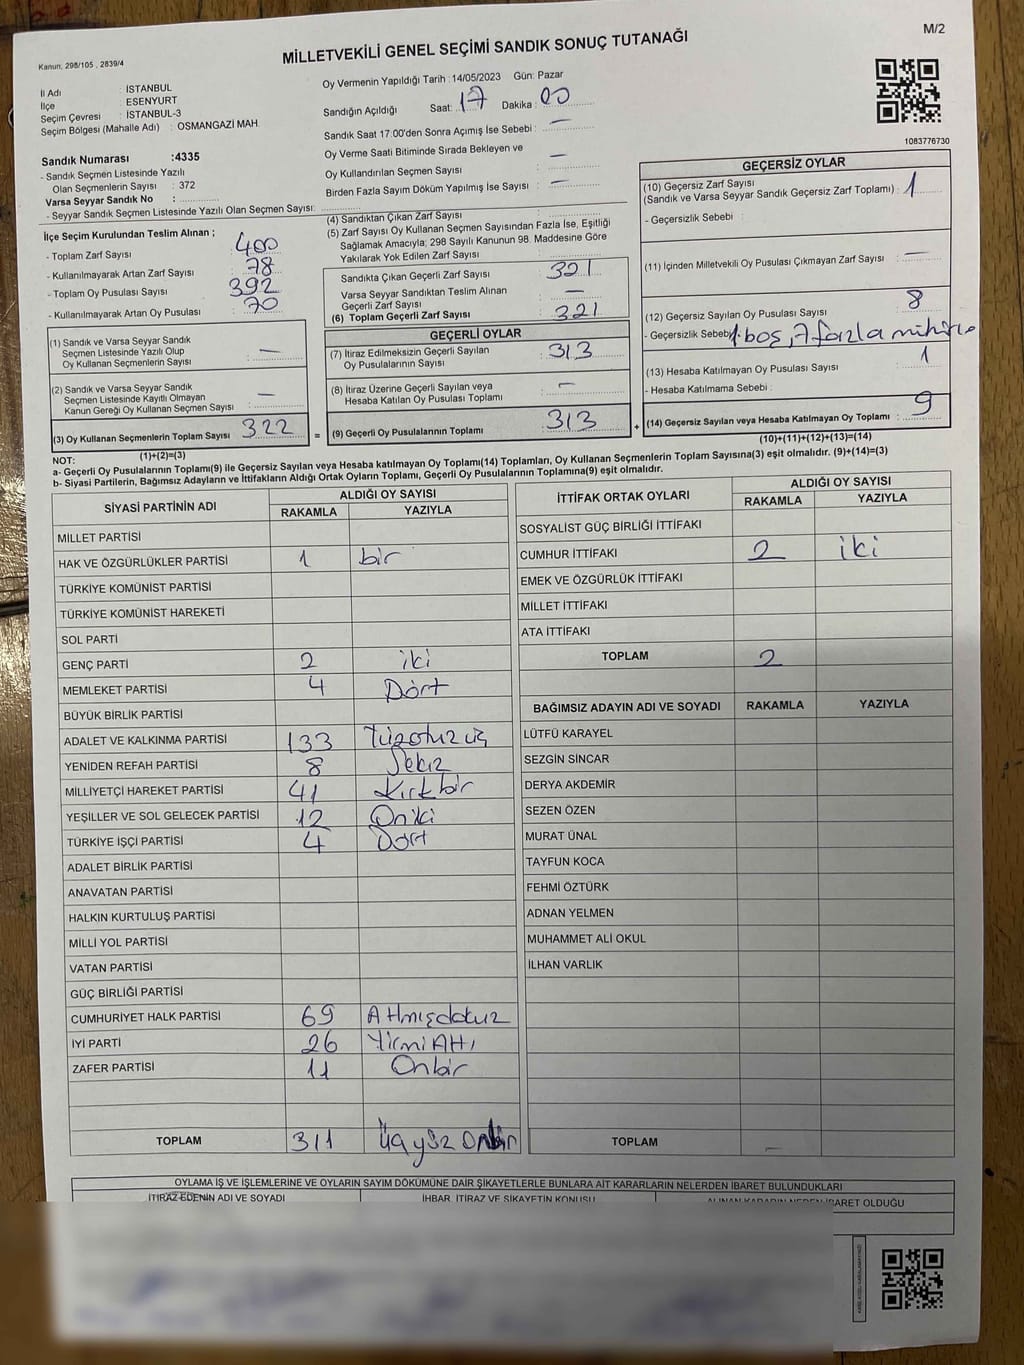 M/2
MİLLETVEKİLİ GENEL SEÇİMİ SANDIK SONUÇ TUTANAĞI
Kanun, 298/105 , 2839/4
İl Adı : İSTANBUL
İlçe : ESENYURT
Seçim Çevresi : İSTANBUL-3
Seçim Bölgesi (Mahalle Adı) : OSMANGAZİ MAH.
Oy Vermenin Yapıldığı Tarih : 14/05/2023 Gün: Pazar
Sandığın Açıldığı Saat: 17 Dakika : 00
Sandık Saat 17:00'den Sonra Açımış İse Sebebi : —
Oy Verme Saati Bitiminde Sırada Bekleyen ve
Oy Kullandırılan Seçmen Sayısı : —
Birden Fazla Sayım Döküm Yapılmış İse Sayısı : —
1083776730
Sandık Numarası :4335
- Sandık Seçmen Listesinde Yazılı
Olan Seçmenlerin Sayısı : 372
Varsa Seyyar Sandık No :
- Seyyar Sandık Seçmen Listesinde Yazılı Olan Seçmen Sayısı:
İlçe Seçim Kurulundan Teslim Alınan ;
- Toplam Zarf Sayısı : 400
- Kullanılmayarak Artan Zarf Sayısı : 78
- Toplam Oy Pusulası Sayısı : 392
- Kullanılmayarak Artan Oy Pusulası : 70
(1) Sandık ve Varsa Seyyar Sandık
Seçmen Listesinde Yazılı Olup
Oy Kullanan Seçmenlerin Sayısı : —
(2) Sandık ve Varsa Seyyar Sandık
Seçmen Listesinde Kayıtlı Olmayan
Kanun Gereği Oy Kullanan Seçmen Sayısı : —
(3) Oy Kullanan Seçmenlerin Toplam Sayısı : 322
(1)+(2)=(3)
(4) Sandıktan Çıkan Zarf Sayısı :
(5) Zarf Sayısı Oy Kullanan Seçmen Sayısından Fazla İse, Eşitliği
Sağlamak Amacıyla, 298 Sayılı Kanunun 98. Maddesine Göre
Yakılarak Yok Edilen Zarf Sayısı :
Sandıkta Çıkan Geçerli Zarf Sayısı : 321
Varsa Seyyar Sandıktan Teslim Alınan
Geçerli Zarf Sayısı : —
(6) Toplam Geçerli Zarf Sayısı : 321
GEÇERLİ OYLAR
(7) İtiraz Edilmeksizin Geçerli Sayılan
Oy Pusulalarının Sayısı : 313
(8) İtiraz Üzerine Geçerli Sayılan veya
Hesaba Katılan Oy Pusulası Toplamı : —
= (9) Geçerli Oy Pusulalarının Toplamı : 313
GEÇERSİZ OYLAR
(10) Geçersiz Zarf Sayısı
(Sandık ve Varsa Seyyar Sandık Geçersiz Zarf Toplamı) : 1
- Geçersizlik Sebebi :
(11) İçinden Milletvekili Oy Pusulası Çıkmayan Zarf Sayısı : —
(12) Geçersiz Sayılan Oy Pusulası Sayısı : 8
- Geçersizlik Sebebi : 1 boş, 7 fazla mühürlü
(13) Hesaba Katılmayan Oy Pusulası Sayısı : 1
- Hesaba Katılmama Sebebi :
+ (14) Geçersiz Sayılan veya Hesaba Katılmayan Oy Toplamı : 9
(10)+(11)+(12)+(13)=(14)
NOT:
a- Geçerli Oy Pusulalarının Toplamı(9) ile Geçersiz Sayılan veya Hesaba katılmayan Oy Toplamı(14) Toplamları, Oy Kullanan Seçmenlerin Toplam Sayısına(3) eşit olmalıdır. (9)+(14)=(3)
b- Siyasi Partilerin, Bağımsız Adayların ve İttifakların Aldığı Ortak Oyların Toplamı, Geçerli Oy Pusulalarının Toplamına(9) eşit olmalıdır.
SİYASİ PARTİNİN ADI ALDIĞI OY SAYISI
RAKAMLA YAZIYLA
MİLLET PARTİSİ
HAK VE ÖZGÜRLÜKLER PARTİSİ 1 bir
TÜRKİYE KOMÜNİST PARTİSİ
TÜRKİYE KOMÜNİST HAREKETİ
SOL PARTİ
GENÇ PARTİ 2 iki
MEMLEKET PARTİSİ 4 Dört
BÜYÜK BİRLİK PARTİSİ
ADALET VE KALKINMA PARTİSİ 133 Yüzotuzüç
YENİDEN REFAH PARTİSİ 8 Sekiz
MİLLİYETÇİ HAREKET PARTİSİ 41 Kırkbir
YEŞİLLER VE SOL GELECEK PARTİSİ 12 Oniki
TÜRKİYE İŞÇİ PARTİSİ 4 Dört
ADALET BİRLİK PARTİSİ
ANAVATAN PARTİSİ
HALKIN KURTULUŞ PARTİSİ
MİLLİ YOL PARTİSİ
VATAN PARTİSİ
GÜÇ BİRLİĞİ PARTİSİ
CUMHURİYET HALK PARTİSİ 69 Atmışdokuz
İYİ PARTİ 26 YirmiAltı
ZAFER PARTİSİ 11 Onbir
TOPLAM 311 Üçyüz Onbir
İTTİFAK ORTAK OYLARI ALDIĞI OY SAYISI
RAKAMLA YAZIYLA
SOSYALİST GÜÇ BİRLİĞİ İTTİFAKI
CUMHUR İTTİFAKI 2 iki
EMEK VE ÖZGÜRLÜK İTTİFAKI
MİLLET İTTİFAKI
ATA İTTİFAKI
TOPLAM 2
BAĞIMSIZ ADAYIN ADI VE SOYADI RAKAMLA YAZIYLA
LÜTFÜ KARAYEL
SEZGİN SİNCAR
DERYA AKDEMİR
SEZEN ÖZEN
MURAT ÜNAL
TAYFUN KOCA
FEHMİ ÖZTÜRK
ADNAN YELMEN
MUHAMMET ALİ OKUL
İLHAN VARLIK
TOPLAM —
OYLAMA İŞ VE İŞLEMLERİNE VE OYLARIN SAYIM DÖKÜMÜNE DAİR ŞİKAYETLERLE BUNLARA AİT KARARLARIN NELERDEN İBARET BULUNDUKLARI
İTİRAZ EDENİN ADI VE SOYADI İHBAR, İTİRAZ VE ŞİKAYETİN KONUSU ALINAN KARARIN NEDEN İBARET OLDUĞU